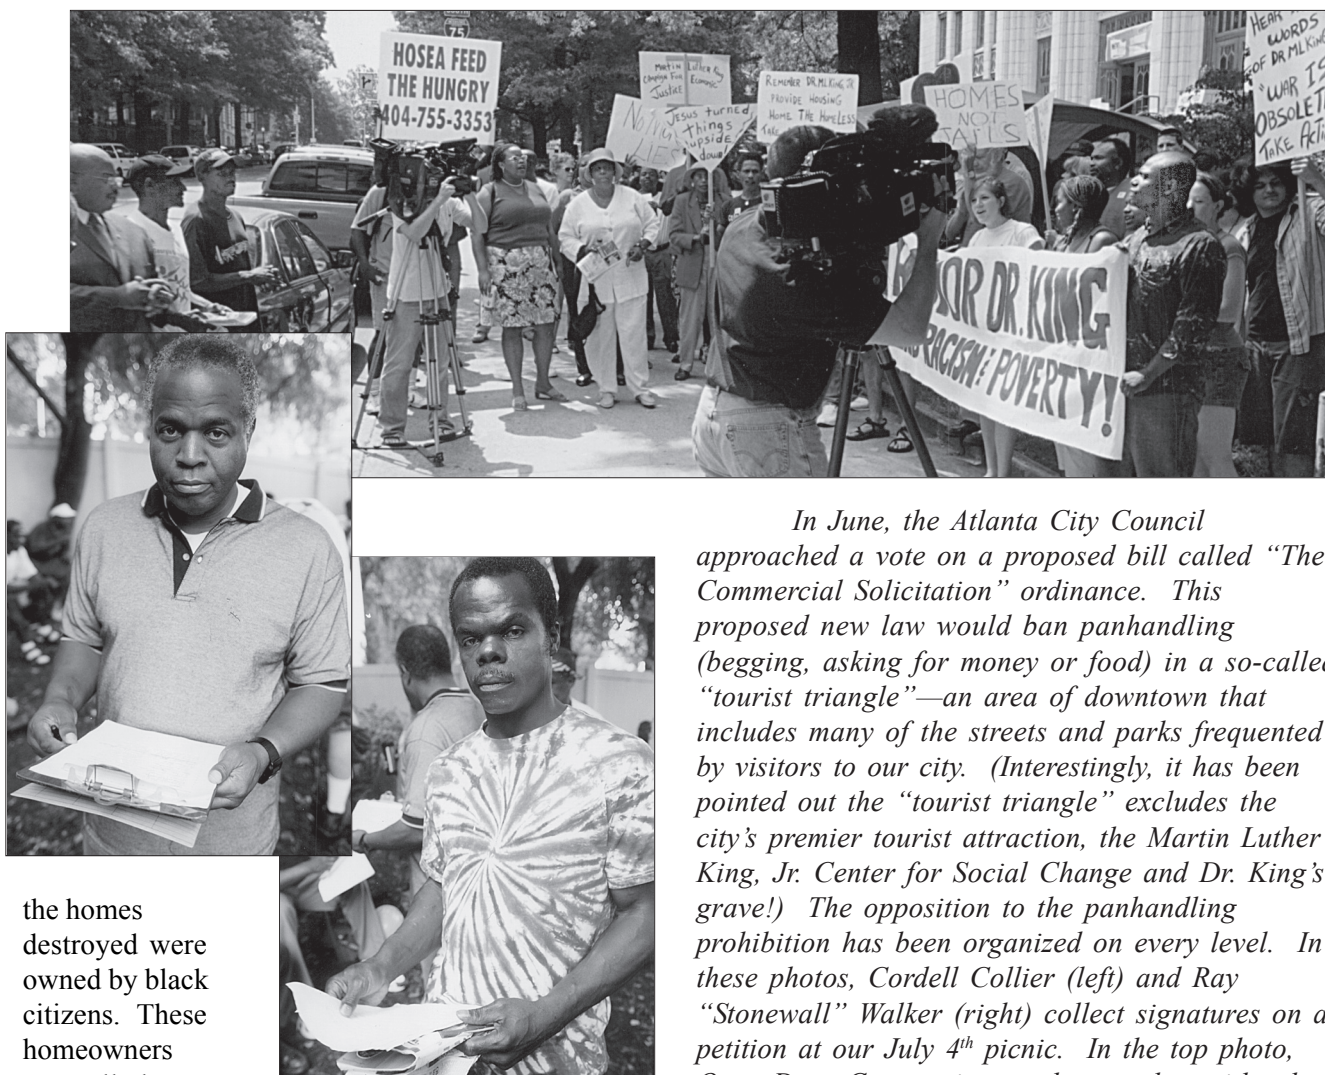 75
HOSEA FEED
THE HUNGRY
404-755-3353
Martin Luther
Campaign For Economic
Justice
Jesus turned
things
upside
down
REMEMBER DR. ML KING JR
PROVIDE HOUSING
HOME THE HOMELESS
HOMES
NOT
JAILS
HEAR
WORDS
OF DR. ML KING
"WAR IS
OBSOLETE
TAKE ACTI
OR DR. KING
RACISM & POVERTY!
the homes
destroyed were
owned by black
citizens. These
homeowners
In June, the Atlanta City Council
approached a vote on a proposed bill called “The
Commercial Solicitation” ordinance. This
proposed new law would ban panhandling
(begging, asking for money or food) in a so-called
“tourist triangle”—an area of downtown that
includes many of the streets and parks frequented
by visitors to our city. (Interestingly, it has been
pointed out the “tourist triangle” excludes the
city’s premier tourist attraction, the Martin Luther
King, Jr. Center for Social Change and Dr. King’s
grave!) The opposition to the panhandling
prohibition has been organized on every level. In
these photos, Cordell Collier (left) and Ray
“Stonewall” Walker (right) collect signatures on a
petition at our July 4th picnic. In the top photo,